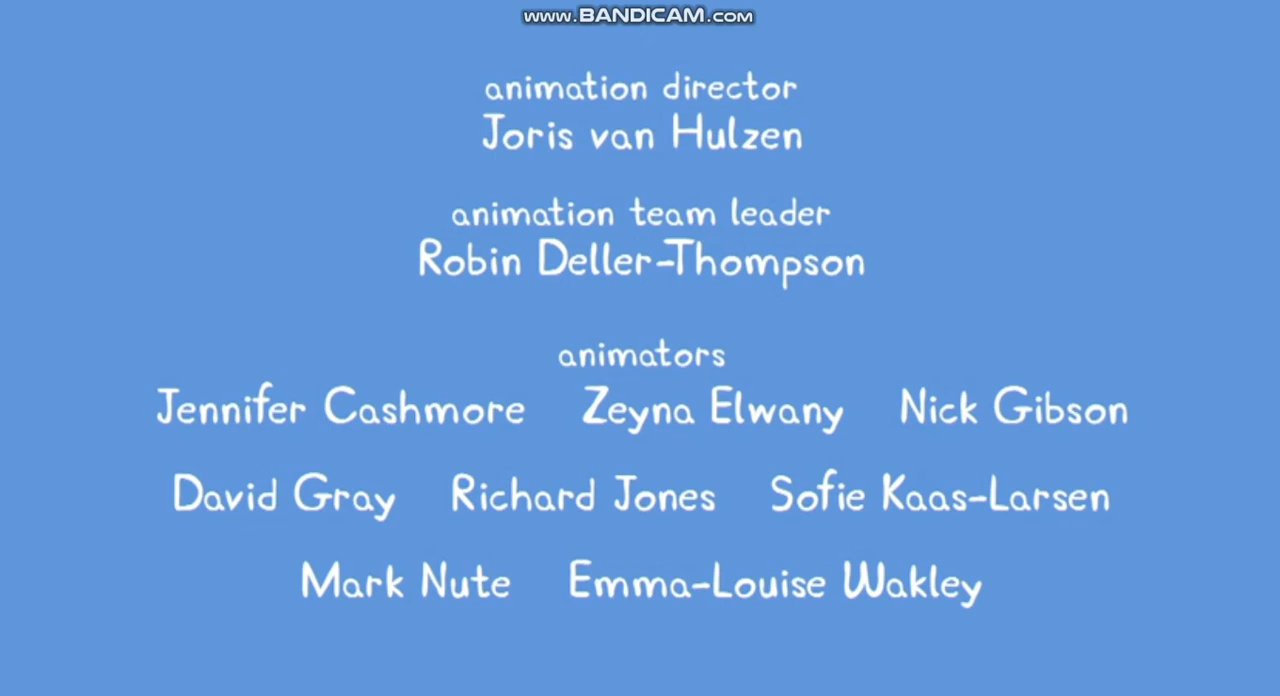 www.BANDICAM.com
animation director
Joris van Hulzen
animation team leader
Robin Deller-Thompson
animators
Jennifer Cashmore Zeyna Elwany Nick Gibson
David Gray Richard Jones Sofie Kaas-Larsen
Mark Nute Emma-Louise Wakley